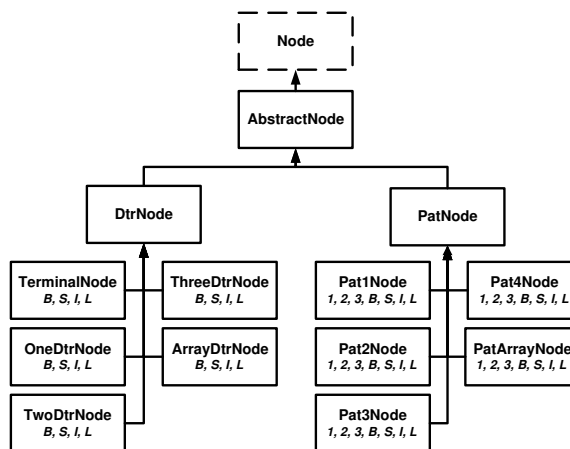 Node
AbstractNode
DtrNode
PatNode
TerminalNode
B, S, I, L
ThreeDtrNode
B, S, I, L
Pat1Node
1, 2, 3, B, S, I, L
Pat4Node
1, 2, 3, B, S, I, L
OneDtrNode
B, S, I, L
ArrayDtrNode
B, S, I, L
Pat2Node
1, 2, 3, B, S, I, L
PatArrayNode
1, 2, 3, B, S, I, L
TwoDtrNode
B, S, I, L
Pat3Node
1, 2, 3, B, S, I, L